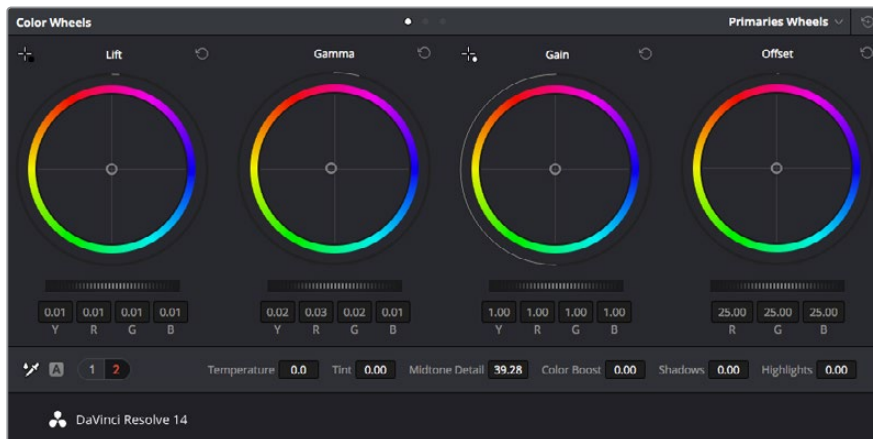 Color Wheels Primaries Wheels
Lift Gamma Gain Offset
0.01 0.01 0.01 0.01 0.02 0.03 0.02 0.01 1.00 1.00 1.00 1.00 25.00 25.00 25.00
Y R G B Y R G B Y R G B R G B
A 1 2 Temperature 0.0 Tint 0.00 Midtone Detail 39.28 Color Boost 0.00 Shadows 0.00 Highlights 0.00
DaVinci Resolve 14